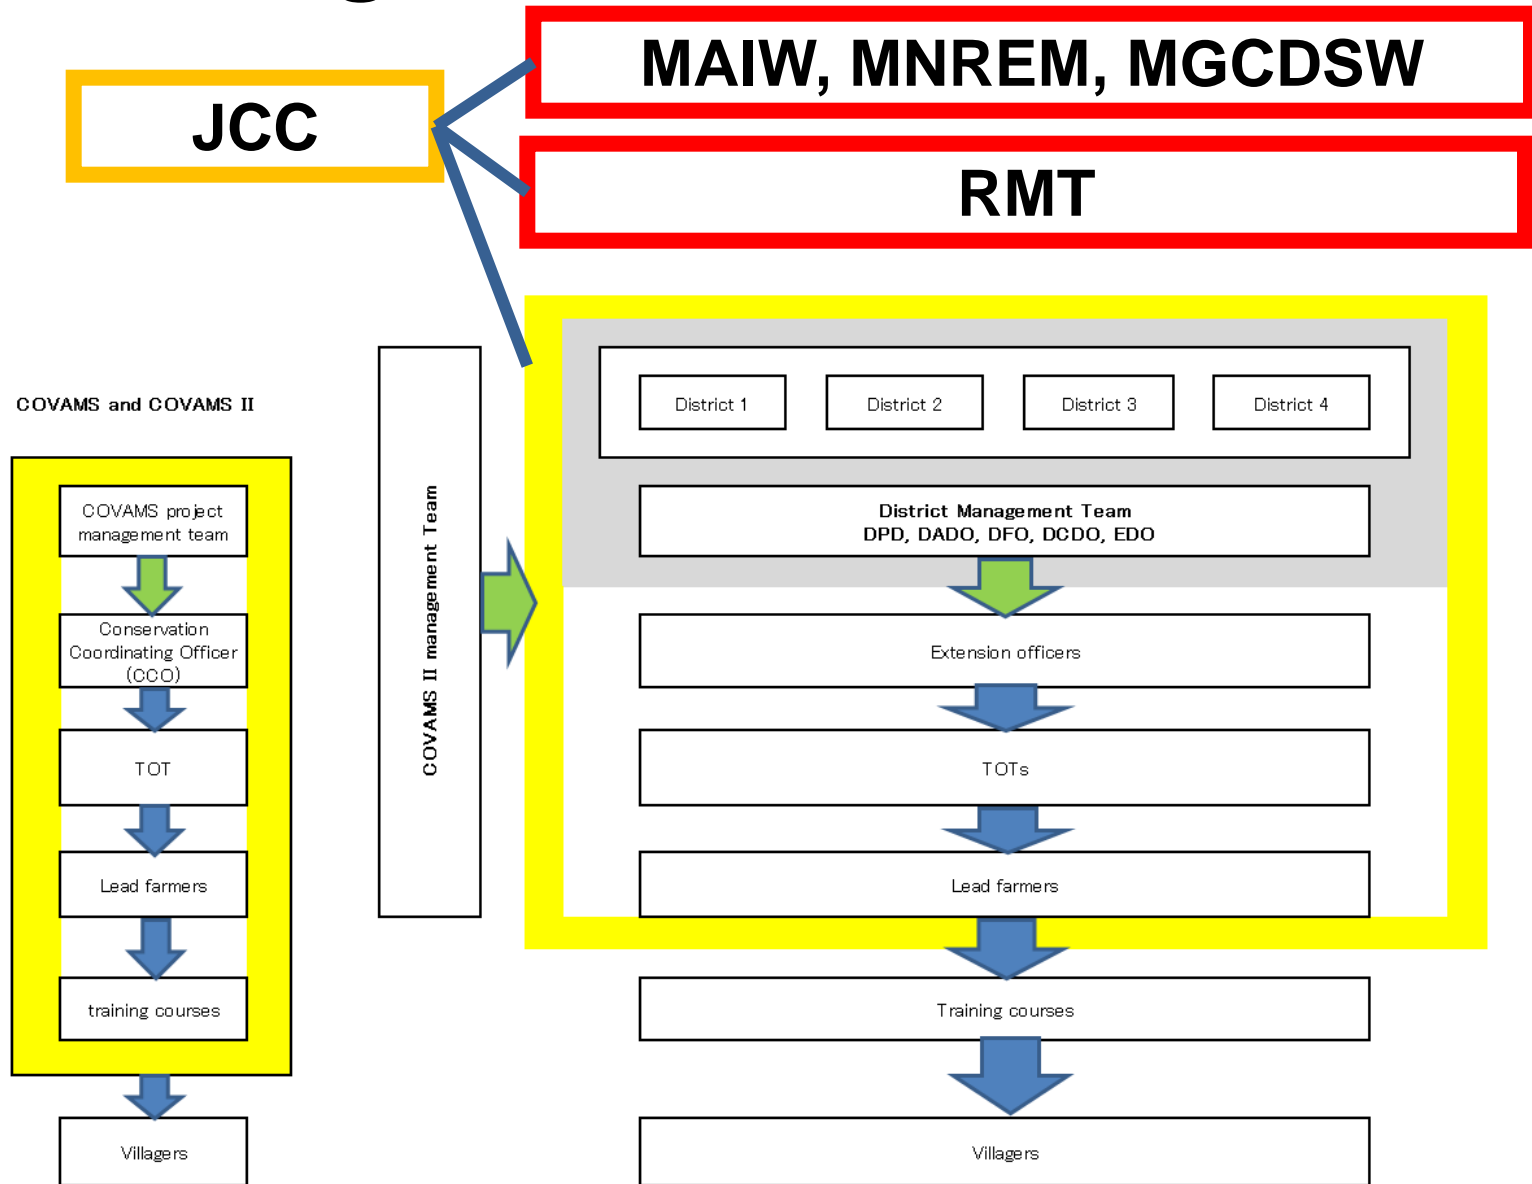 MAIW, MNREM, MGCDSW
JCC
RMT
COVAMS and COVAMS II
COVAMS project
management team
Conservation
Coordinating Officer
(CCO)
TOT
Lead farmers
training courses
Villagers
COVAMS II management Team
District 1
District 2
District 3
District 4
District Management Team
DPD, DADO, DFO, DCDO, EDO
Extension officers
TOTs
Lead farmers
Training courses
Villagers